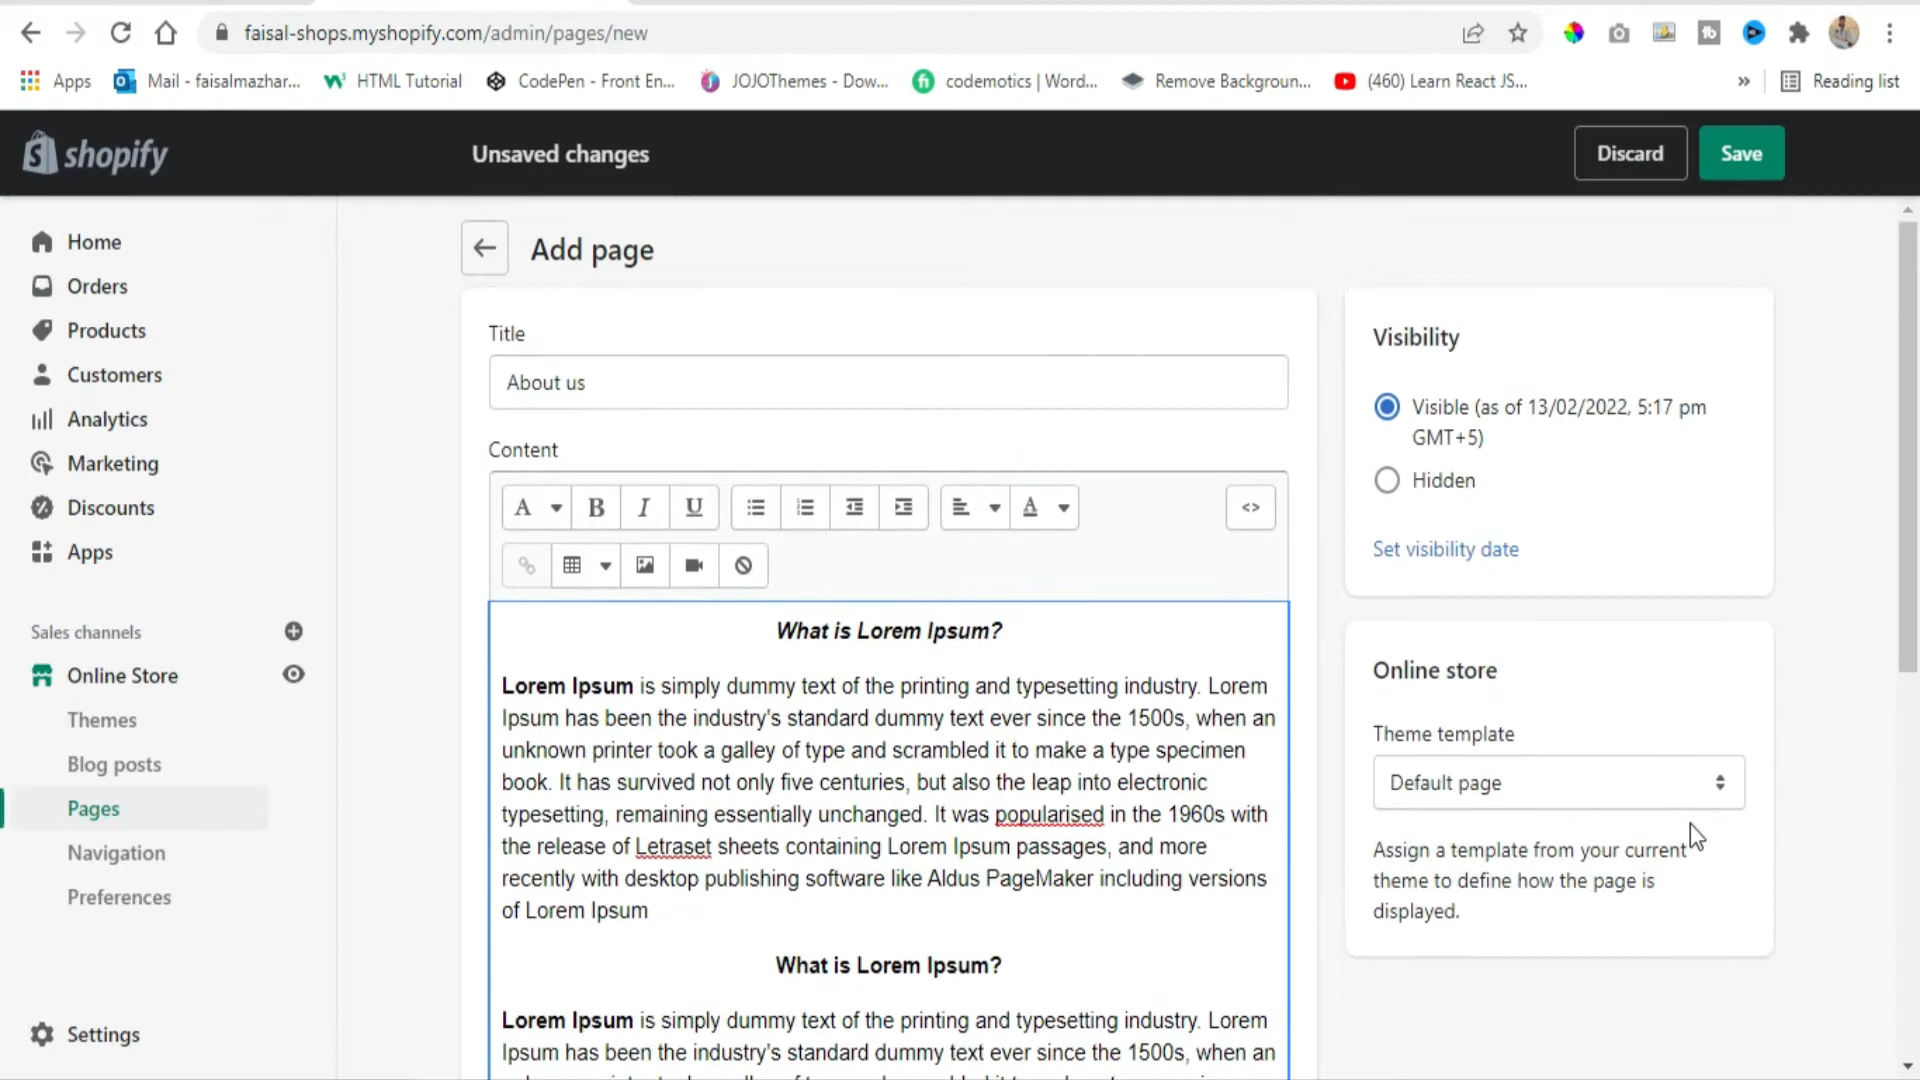 faisal-shops.myshopify.com/admin/pages/new
Apps
Mail - faisalmazhar...
HTML Tutorial
CodePen - Front En...
JOJOThemes - Dow...
codemotics | Word...
Remove Backgroun...
(460) Learn React JS...
»
Reading list
shopify
Unsaved changes
Discard
Save
Home
Orders
Products
Customers
Analytics
Marketing
Discounts
Apps
Sales channels
Online Store
Themes
Blog posts
Pages
Navigation
Preferences
Settings
Add page
Title
About us
Content
A B I U A <>
What is Lorem Ipsum?
Lorem Ipsum is simply dummy text of the printing and typesetting industry. Lorem
Ipsum has been the industry's standard dummy text ever since the 1500s, when an
unknown printer took a galley of type and scrambled it to make a type specimen
book. It has survived not only five centuries, but also the leap into electronic
typesetting, remaining essentially unchanged. It was popularised in the 1960s with
the release of Letraset sheets containing Lorem Ipsum passages, and more
recently with desktop publishing software like Aldus PageMaker including versions
of Lorem Ipsum
What is Lorem Ipsum?
Lorem Ipsum is simply dummy text of the printing and typesetting industry. Lorem
Ipsum has been the industry's standard dummy text ever since the 1500s, when an
Visibility
Visible (as of 13/02/2022, 5:17 pm
GMT+5)
Hidden
Set visibility date
Online store
Theme template
Default page
Assign a template from your current
theme to define how the page is
displayed.